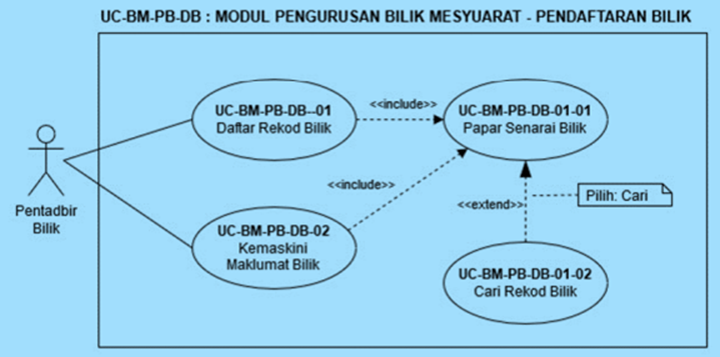 UC-BM-PB-DB : MODUL PENGURUSAN BILIK MESYUARAT - PENDAFTARAN BILIK
UC-BM-PB-DB--01
Daftar Rekod Bilik
<<include>>
UC-BM-PB-DB-01-01
Papar Senarai Bilik
Pentadbir
Bilik
<<include>>
UC-BM-PB-DB-02
Kemaskini
Maklumat Bilik
<<extend>>
Pilih: Cari
UC-BM-PB-DB-01-02
Cari Rekod Bilik